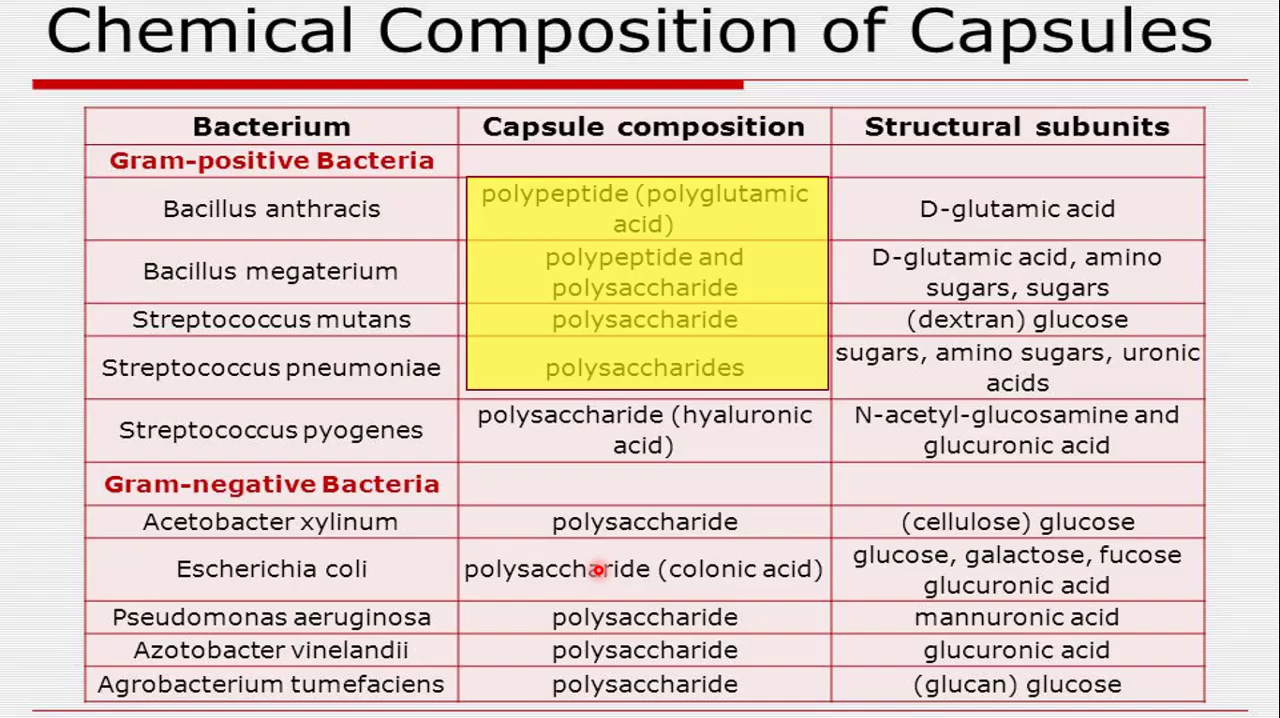 Chemical Composition of Capsules
Bacterium Capsule composition Structural subunits
Gram-positive Bacteria
Bacillus anthracis polypeptide (polyglutamic acid) D-glutamic acid
Bacillus megaterium polypeptide and polysaccharide D-glutamic acid, amino sugars, sugars
Streptococcus mutans polysaccharide (dextran) glucose
Streptococcus pneumoniae polysaccharides sugars, amino sugars, uronic acids
Streptococcus pyogenes polysaccharide (hyaluronic acid) N-acetyl-glucosamine and glucuronic acid
Gram-negative Bacteria
Acetobacter xylinum polysaccharide (cellulose) glucose
Escherichia coli polysaccharide (colonic acid) glucose, galactose, fucose glucuronic acid
Pseudomonas aeruginosa polysaccharide mannuronic acid
Azotobacter vinelandii polysaccharide glucuronic acid
Agrobacterium tumefaciens polysaccharide (glucan) glucose